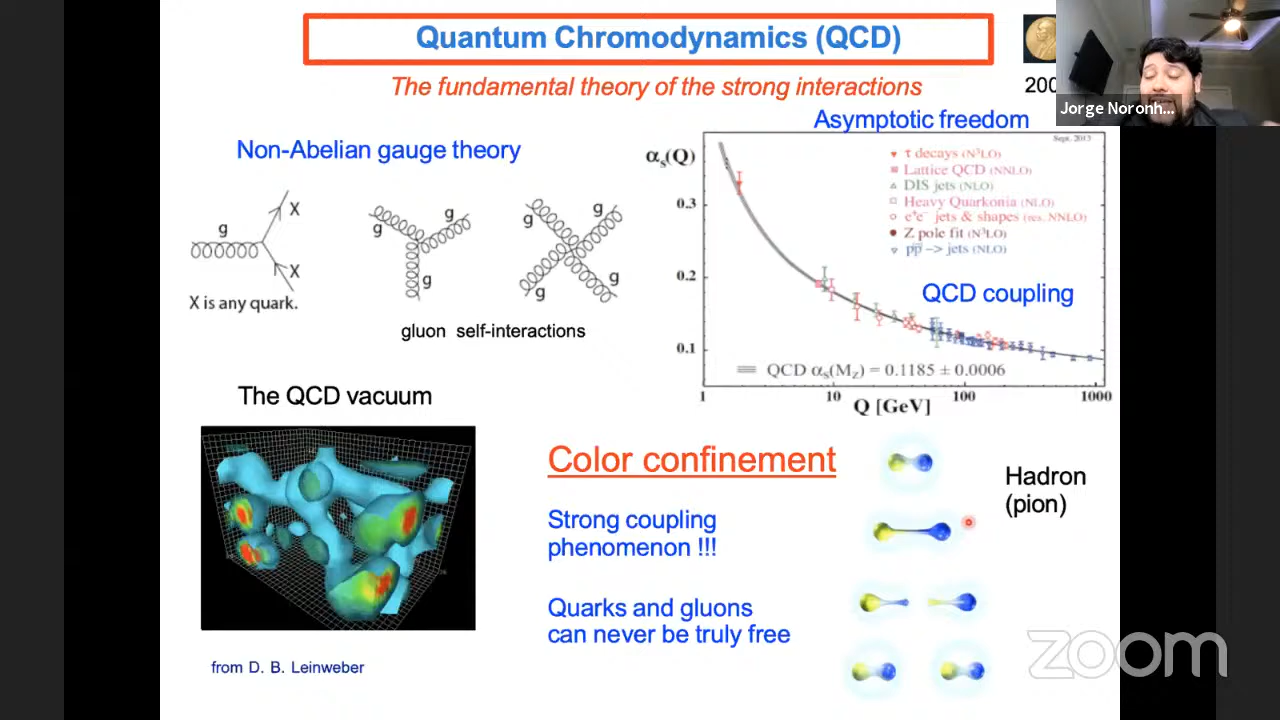 Quantum Chromodynamics (QCD)
The fundamental theory of the strong interactions
200
Jorge Noronh...
Non-Abelian gauge theory
g
X
X
X is any quark.
g
g
g
g
g
g
g
gluon self-interactions
Asymptotic freedom
Sept. 2013
αs(Q)
τ decays (N³LO)
Lattice QCD (NNLO)
DIS jets (NLO)
Heavy Quarkonia (NLO)
e⁺e⁻ jets & shapes (res. NNLO)
Z pole fit (N³LO)
pp̄ –> jets (NLO)
0.3
0.2
0.1
QCD coupling
QCD αs(Mz) = 0.1185 ± 0.0006
1
10
100
1000
Q [GeV]
The QCD vacuum
from D. B. Leinweber
Color confinement
Strong coupling
phenomenon !!!
Quarks and gluons
can never be truly free
Hadron
(pion)
zoom